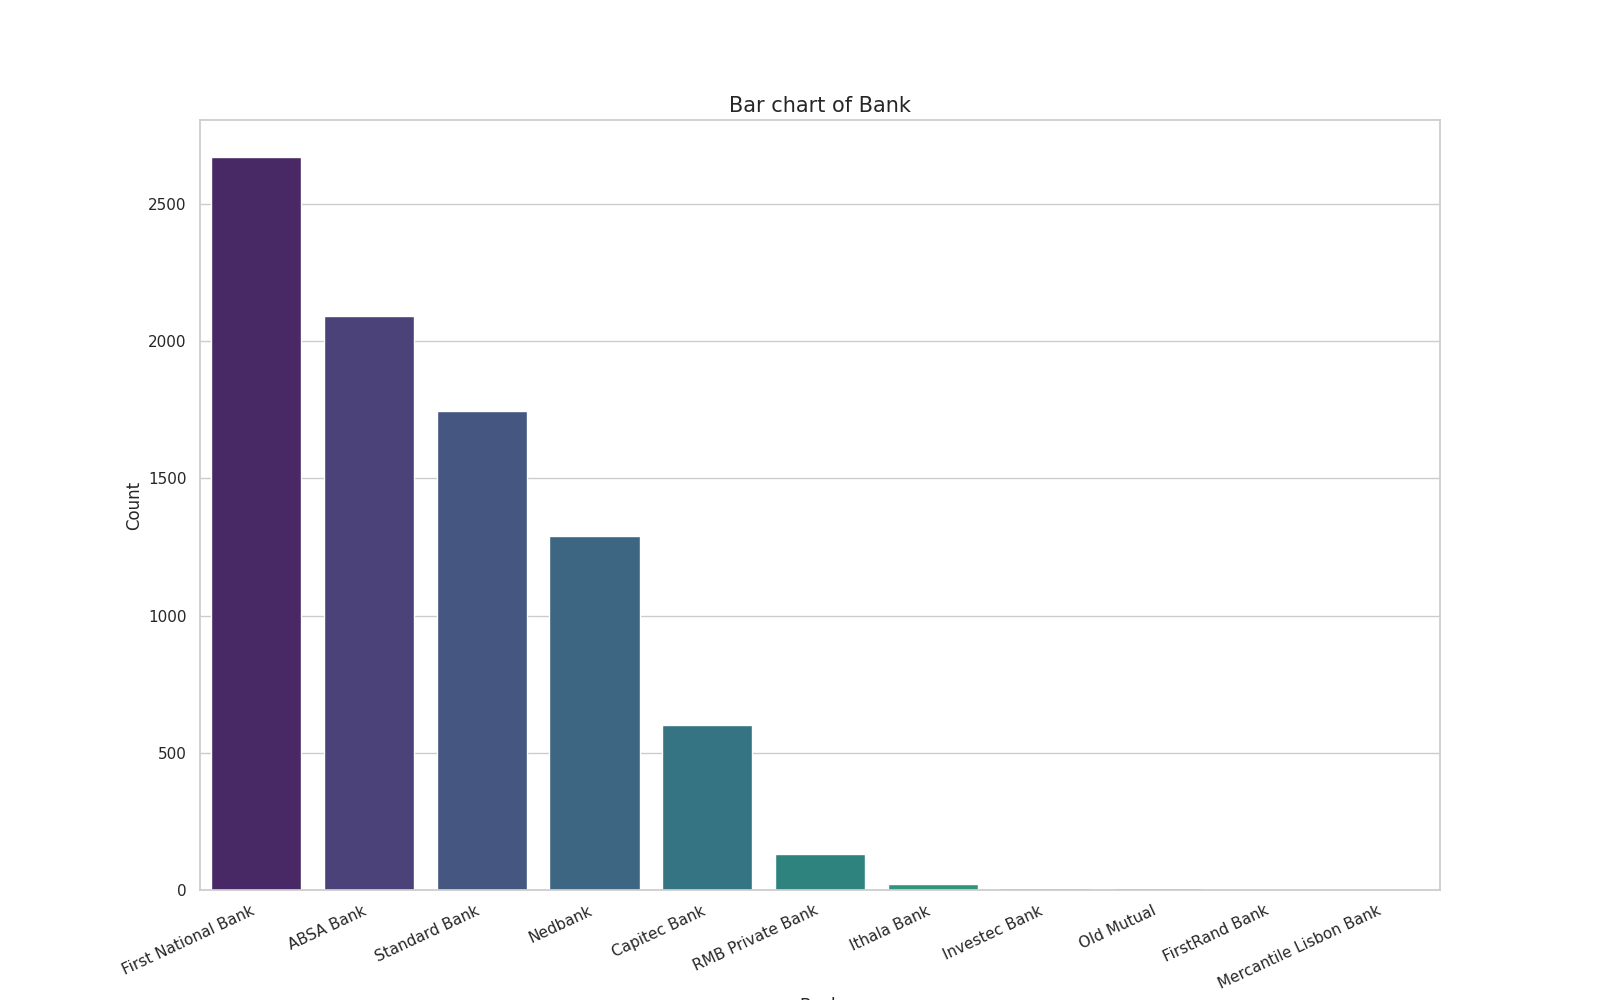 Bar chart of Bank
Count
2500
2000
1500
1000
500
0
First National Bank
ABSA Bank
Standard Bank
Nedbank
Capitec Bank
RMB Private Bank
Ithala Bank
Investec Bank
Old Mutual
FirstRand Bank
Mercantile Lisbon Bank